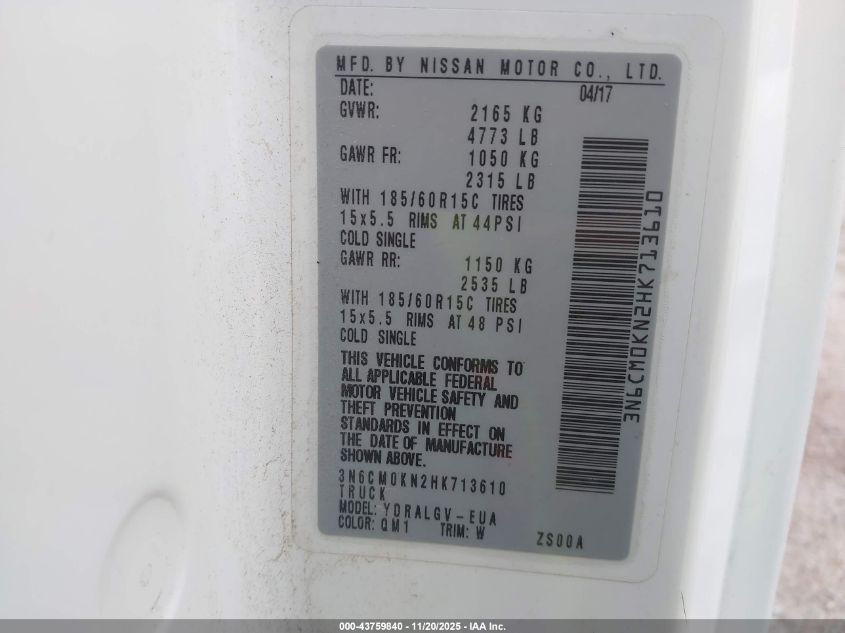 MFD. BY NISSAN MOTOR CO., LTD.
DATE: 04/17
GVWR: 2165 KG
4773 LB
GAWR FR: 1050 KG
2315 LB
WITH 185/60R15C TIRES
15x5.5 RIMS AT 44PSI
COLD SINGLE
GAWR RR: 1150 KG
2535 LB
WITH 185/60R15C TIRES
15x5.5 RIMS AT 48 PSI
COLD SINGLE
THIS VEHICLE CONFORMS TO
ALL APPLICABLE FEDERAL
MOTOR VEHICLE SAFETY AND
THEFT PREVENTION
STANDARDS IN EFFECT ON
THE DATE OF MANUFACTURE
SHOWN ABOVE.
3N6CM0KN2HK713610
TRUCK
MODEL: YDRALGV-EUA
COLOR: QM1 TRIM: W ZS00A
3N6CM0KN2HK713610
000-43759840 - 11/20/2025 - IAA Inc.